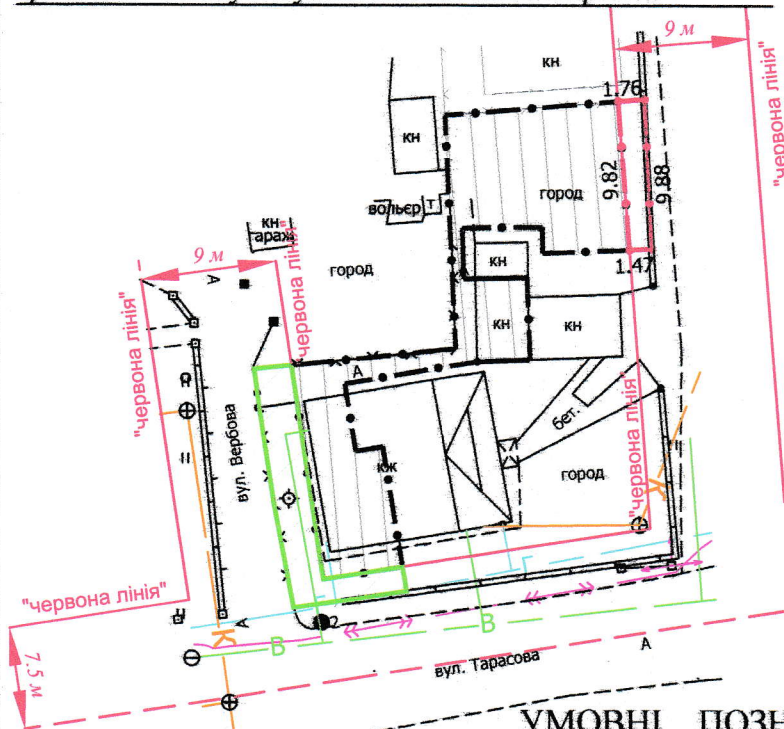 9 м
"червона лінія"
кн
1.76
кн
9.82
9.88
город
вольєр
т
кн
гараж
9 м
"червона лінія"
А
город
кн
1.47
"червона лінія"
кн
кн
А
вул. Вербова
бет.
кж
город
"червона лінія"
К
"червона лінія"
К
А
В
В
7.5 м
вул. Тарасова
А
УМОВНІ ПОЗН